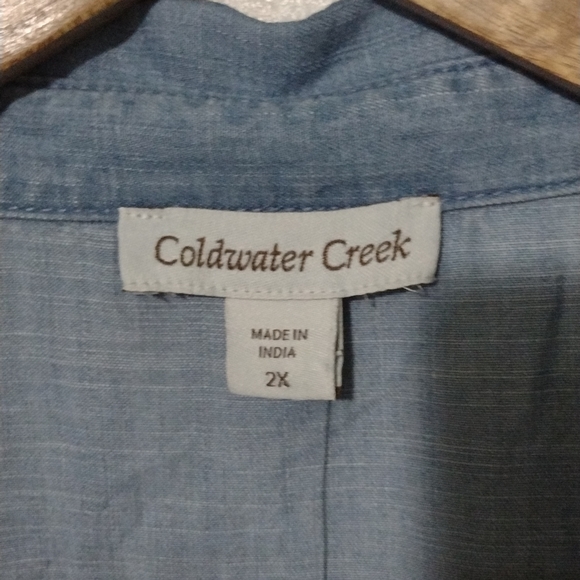 Coldwater Creek
MADE IN
INDIA
2X